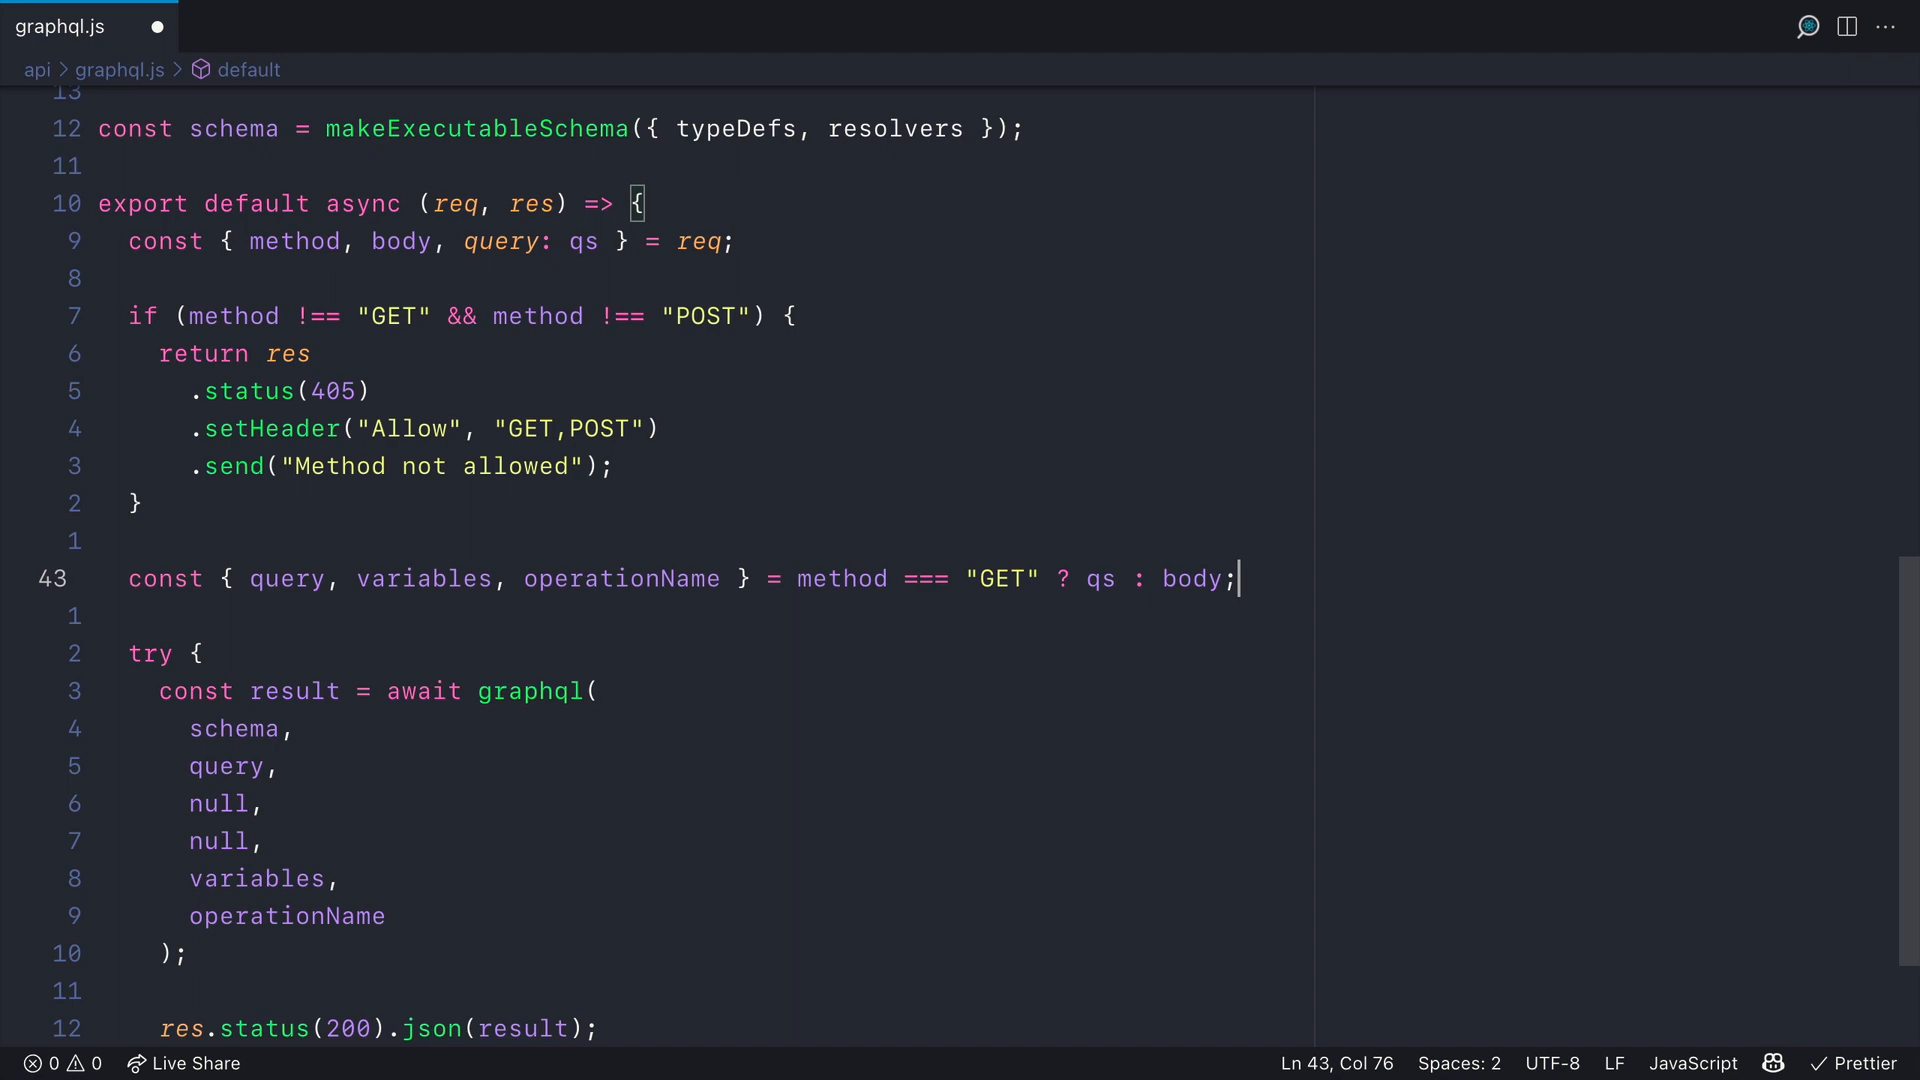 graphql.js
api > graphql.js > default
13
12 const schema = makeExecutableSchema({ typeDefs, resolvers });
11
10 export default async (req, res) => {
9 const { method, body, query: qs } = req;
8
7 if (method !== "GET" && method !== "POST") {
6 return res
5 .status(405)
4 .setHeader("Allow", "GET,POST")
3 .send("Method not allowed");
2 }
1
43 const { query, variables, operationName } = method === "GET" ? qs : body;
1
2 try {
3 const result = await graphql(
4 schema,
5 query,
6 null,
7 null,
8 variables,
9 operationName
10 );
11
12 res.status(200).json(result);
0 0 Live Share Ln 43, Col 76 Spaces: 2 UTF-8 LF JavaScript Prettier